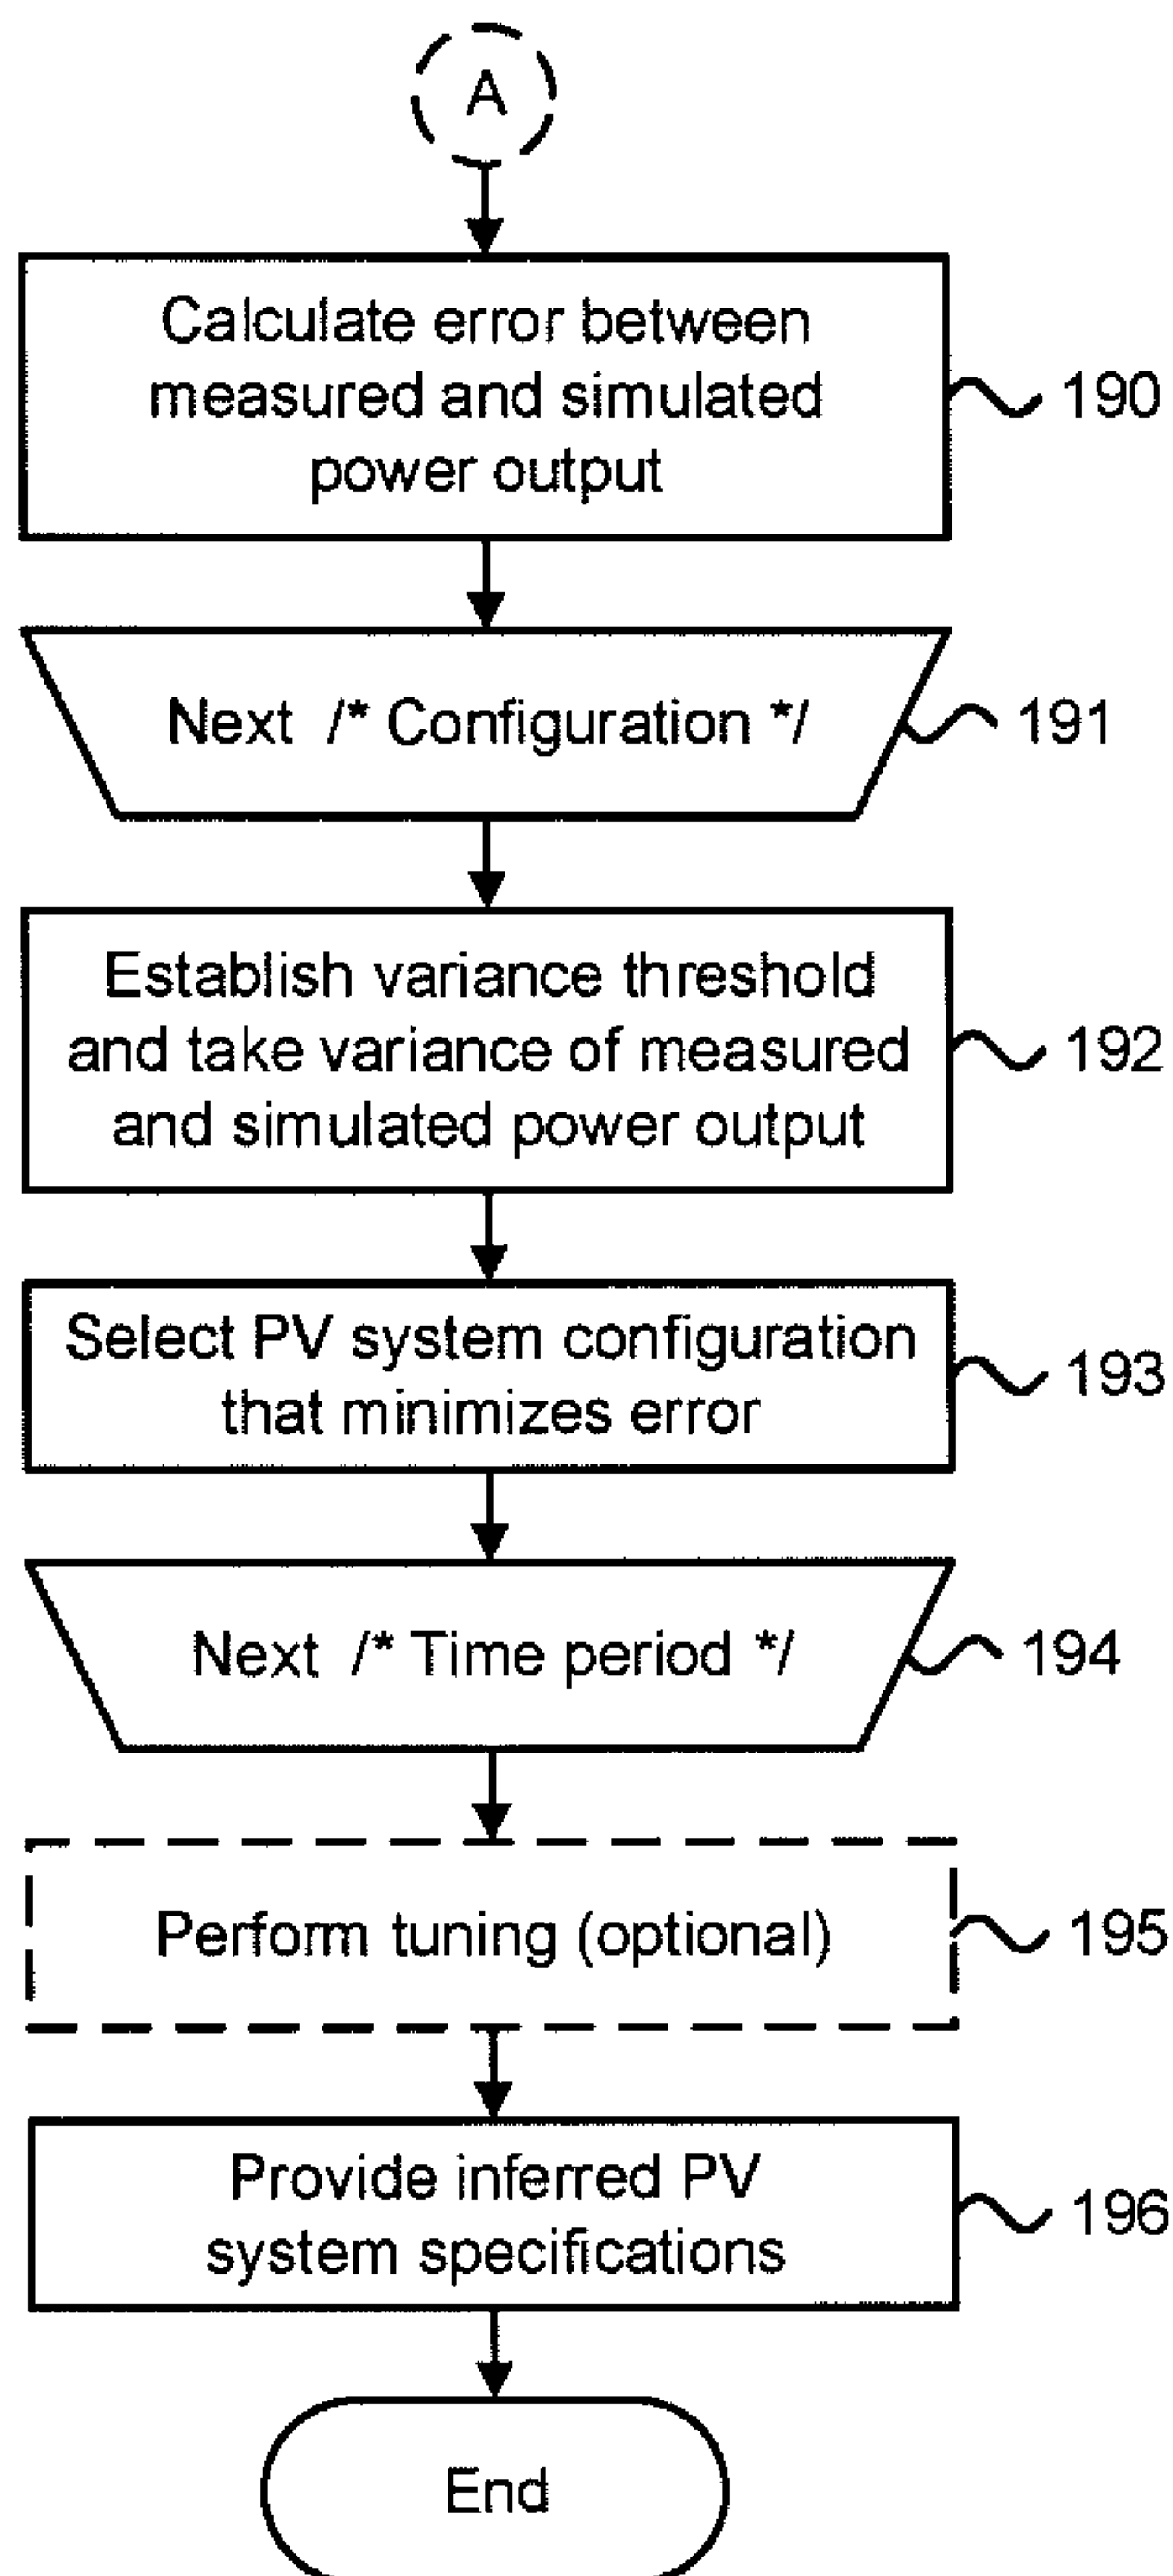 A
Calculate error between
measured and simulated
power output
190
Next /* Configuration */
191
Establish variance threshold
and take variance of measured
and simulated power output
192
Select PV system configuration
that minimizes error
193
Next /* Time period */
194
Perform tuning (optional)
195
Provide inferred PV
system specifications
196
End